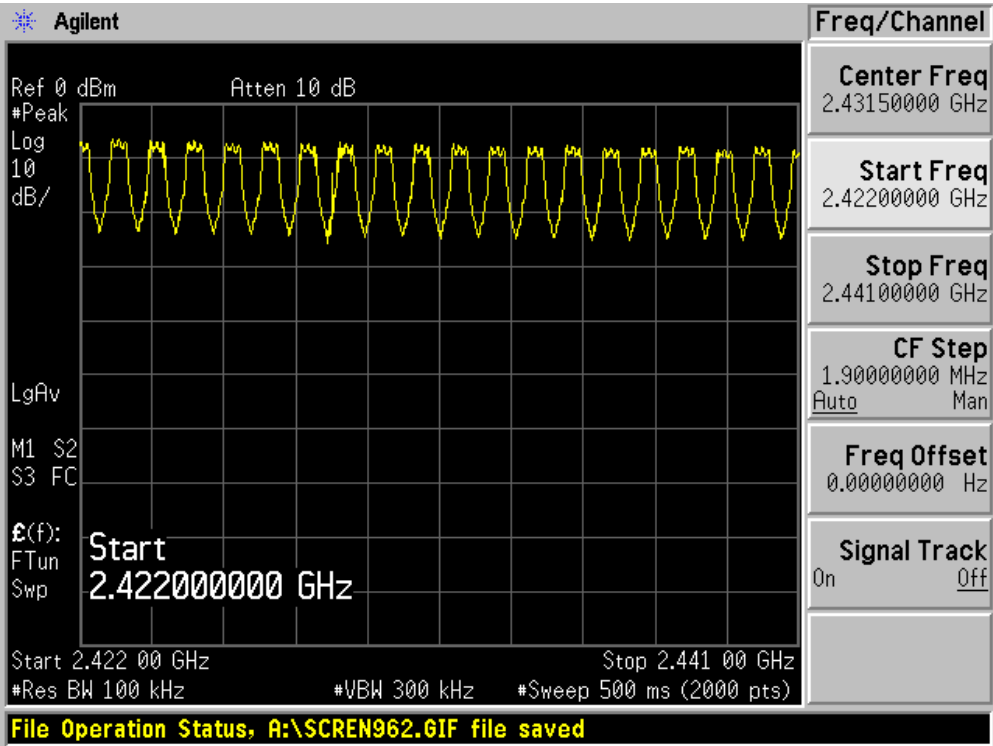 Agilent
Freq/Channel
Ref 0 dBm
Atten 10 dB
#Peak
Log
10
dB/
LgAv
M1 S2
S3 FC
£(f):
FTun
Swp
Start
2.422000000 GHz
Start 2.422 00 GHz
Stop 2.441 00 GHz
#Res BW 100 kHz
#VBW 300 kHz
#Sweep 500 ms (2000 pts)
Center Freq
2.43150000 GHz
Start Freq
2.42200000 GHz
Stop Freq
2.44100000 GHz
CF Step
1.90000000 MHz
Auto Man
Freq Offset
0.00000000 Hz
Signal Track
On Off
File Operation Status, A:\SCREN962.GIF file saved